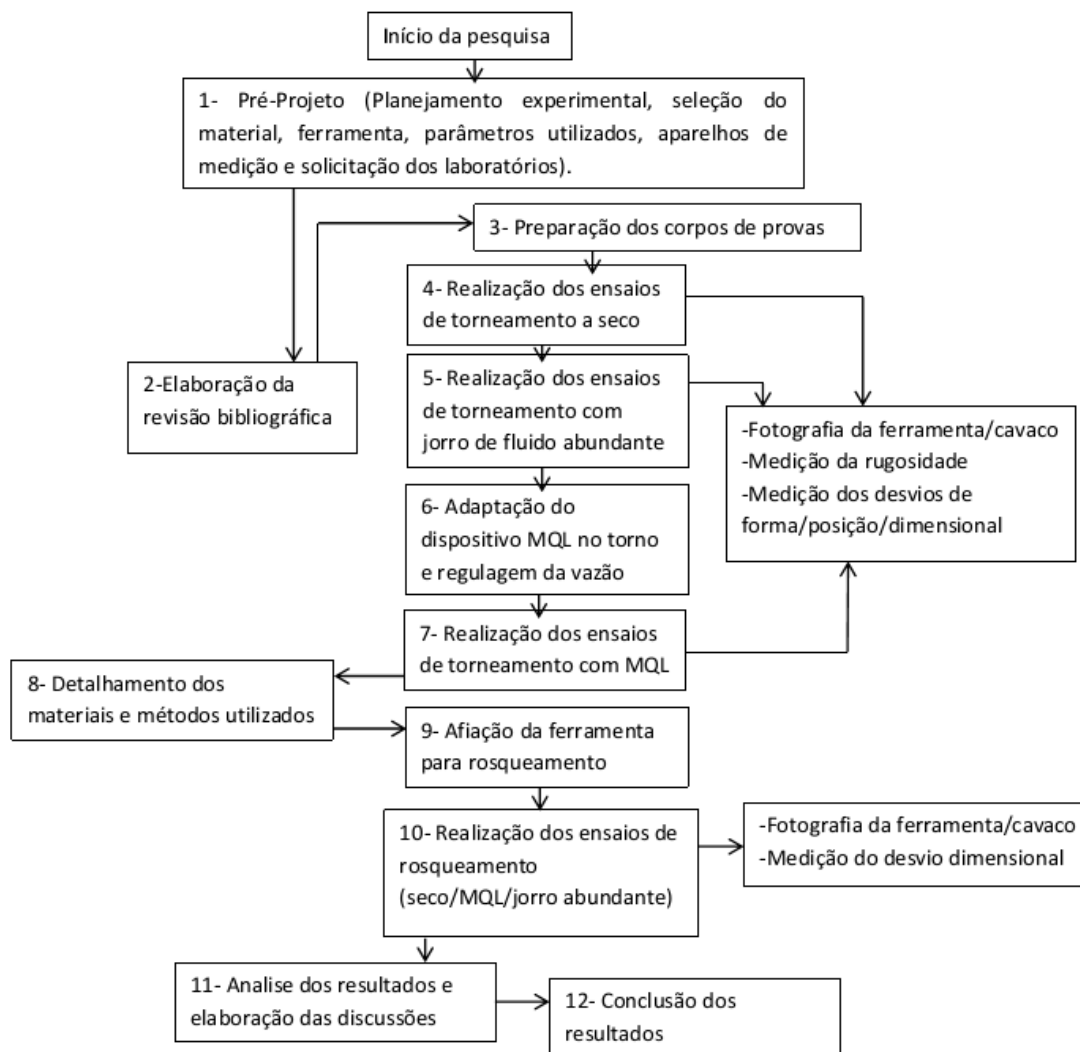 Início da pesquisa
1- Pré-Projeto (Planejamento experimental, seleção do
material, ferramenta, parâmetros utilizados, aparelhos de
medição e solicitação dos laboratórios).
3- Preparação dos corpos de provas
4- Realização dos ensaios
de torneamento a seco
2-Elaboração da
revisão bibliográfica
5- Realização dos ensaios
de torneamento com
jorro de fluido abundante
-Fotografia da ferramenta/cavaco
-Medição da rugosidade
-Medição dos desvios de
forma/posição/dimensional
6- Adaptação do
dispositivo MQL no torno
e regulagem da vazão
7- Realização dos ensaios
de torneamento com MQL
8- Detalhamento dos
materiais e métodos utilizados
9- Afiação da ferramenta
para rosqueamento
10- Realização dos ensaios de
rosqueamento
(seco/MQL/jorro abundante)
-Fotografia da ferramenta/cavaco
-Medição do desvio dimensional
11- Analise dos resultados e
elaboração das discussões
12- Conclusão dos
resultados